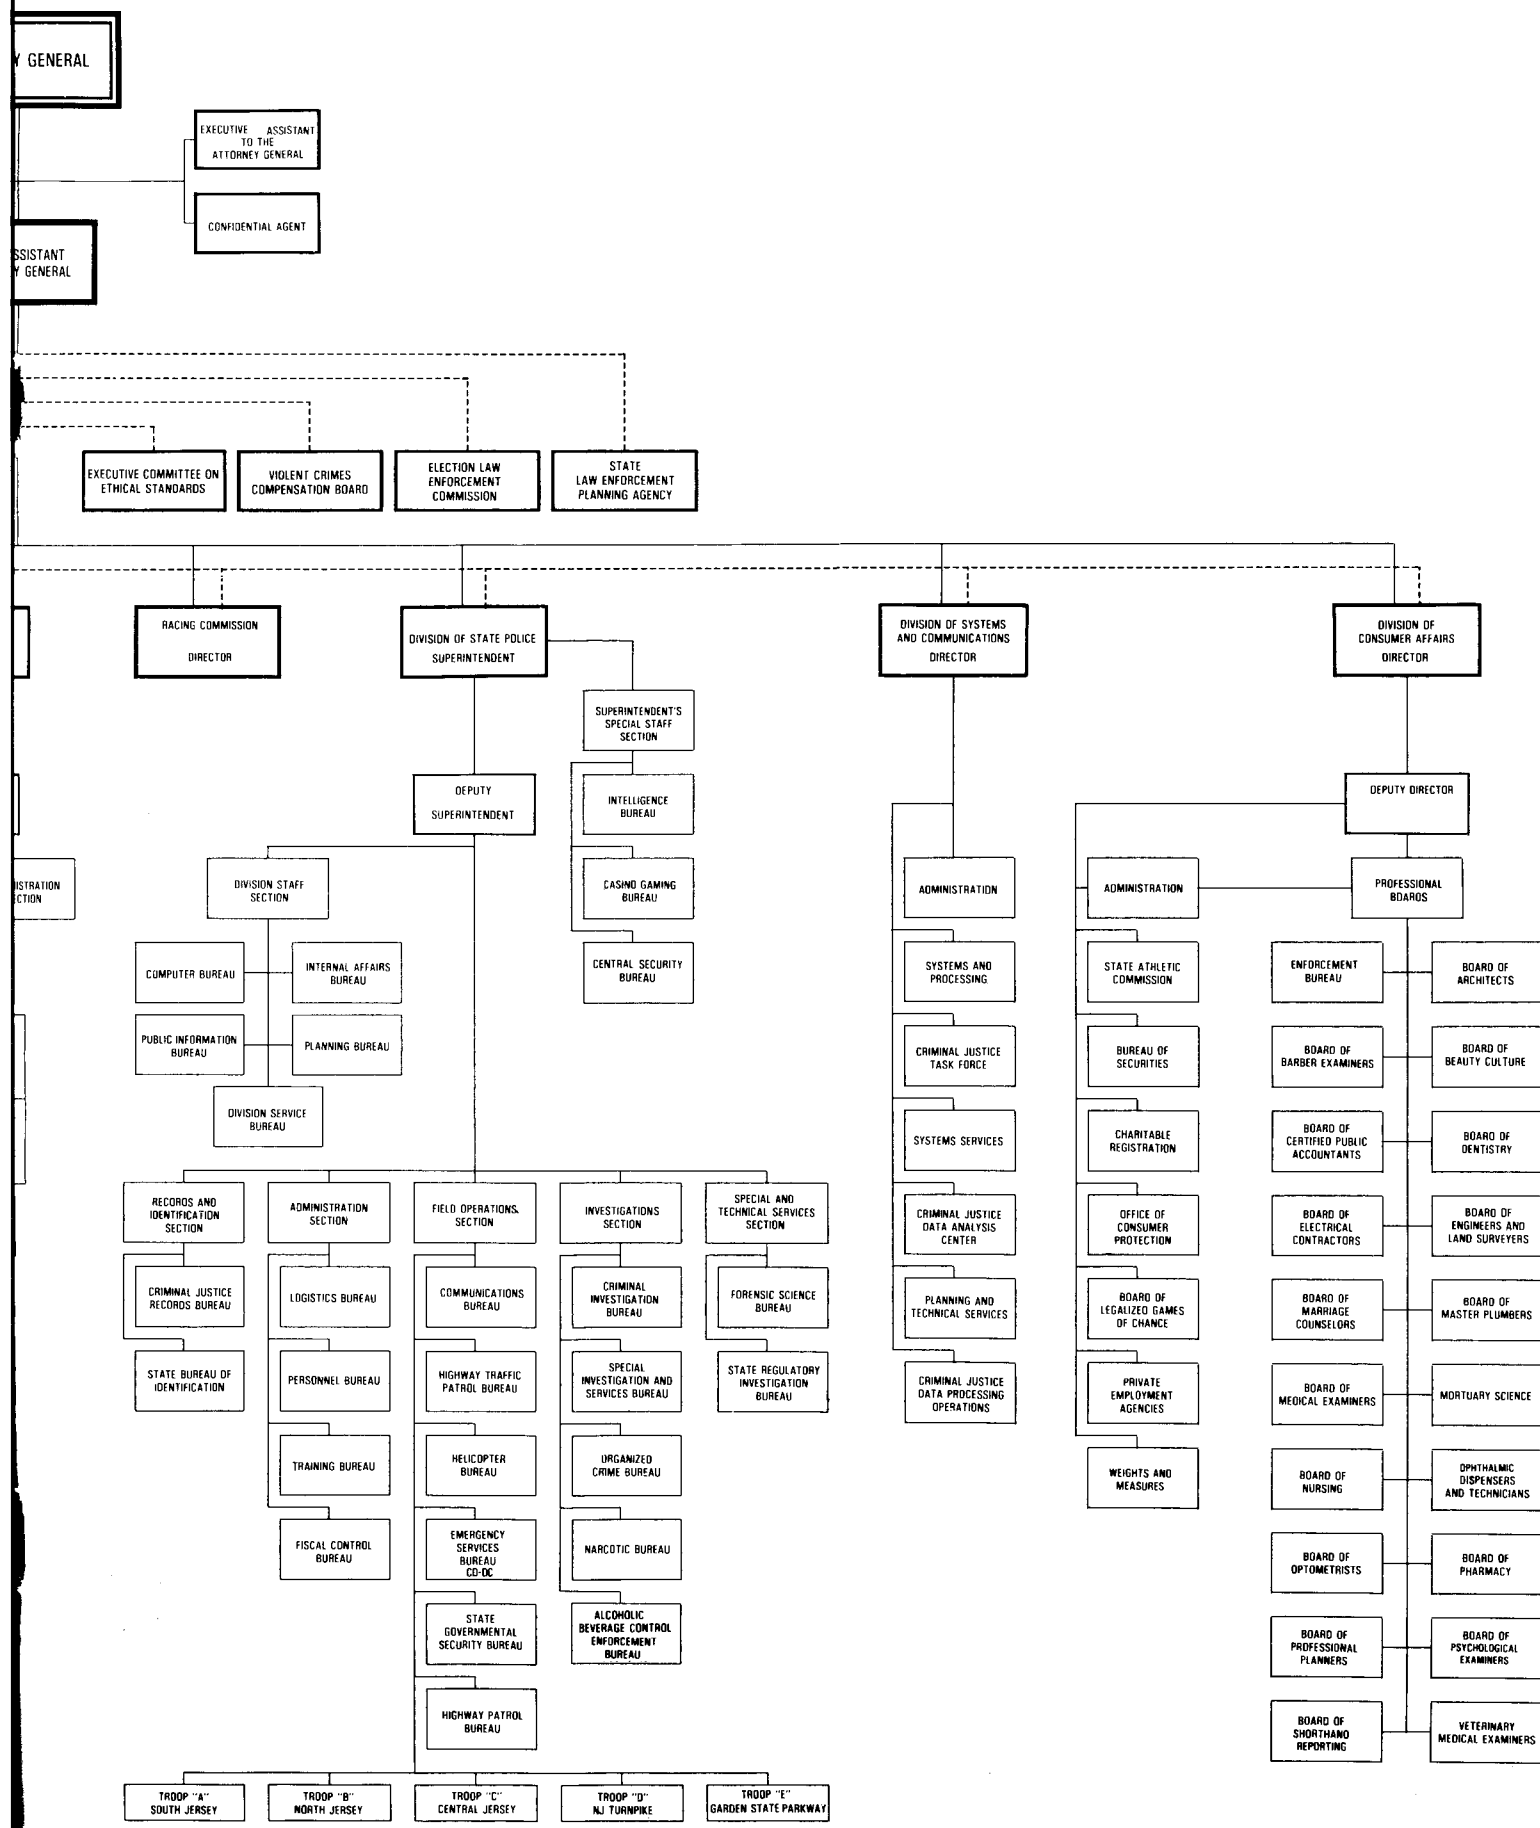 Y GENERAL
EXECUTIVE ASSISTANT
TO THE
ATTORNEY GENERAL
CONFIDENTIAL AGENT
SSISTANT
Y GENERAL
EXECUTIVE COMMITTEE ON
ETHICAL STANDARDS
VIOLENT CRIMES
COMPENSATION BOARD
ELECTION LAW
ENFORCEMENT
COMMISSION
STATE
LAW ENFORCEMENT
PLANNING AGENCY
RACING COMMISSION
DIRECTOR
DIVISION OF STATE POLICE
SUPERINTENDENT
DIVISION OF SYSTEMS
AND COMMUNICATIONS
DIRECTOR
DIVISION OF
CONSUMER AFFAIRS
DIRECTOR
SUPERINTENDENT'S
SPECIAL STAFF
SECTION
DEPUTY
SUPERINTENDENT
INTELLIGENCE
BUREAU
CASINO GAMING
BUREAU
CENTRAL SECURITY
BUREAU
ISTRATION
ECTION
DIVISION STAFF
SECTION
COMPUTER BUREAU
INTERNAL AFFAIRS
BUREAU
PUBLIC INFORMATION
BUREAU
PLANNING BUREAU
DIVISION SERVICE
BUREAU
RECORDS AND
IDENTIFICATION
SECTION
CRIMINAL JUSTICE
RECORDS BUREAU
STATE BUREAU OF
IDENTIFICATION
ADMINISTRATION
SECTION
LOGISTICS BUREAU
PERSONNEL BUREAU
TRAINING BUREAU
FISCAL CONTROL
BUREAU
FIELD OPERATIONS
SECTION
COMMUNICATIONS
BUREAU
HIGHWAY TRAFFIC
PATROL BUREAU
HELICOPTER
BUREAU
EMERGENCY
SERVICES
BUREAU
CD-DC
STATE
GOVERNMENTAL
SECURITY BUREAU
HIGHWAY PATROL
BUREAU
INVESTIGATIONS
SECTION
CRIMINAL
INVESTIGATION
BUREAU
SPECIAL
INVESTIGATION AND
SERVICES BUREAU
ORGANIZED
CRIME BUREAU
NARCOTIC BUREAU
ALCOHOLIC
BEVERAGE CONTROL
ENFORCEMENT
BUREAU
SPECIAL AND
TECHNICAL SERVICES
SECTION
FORENSIC SCIENCE
BUREAU
STATE REGULATORY
INVESTIGATION
BUREAU
TROOP "A"
SOUTH JERSEY
TROOP "B"
NORTH JERSEY
TROOP "C"
CENTRAL JERSEY
TROOP "D"
NJ TURNPIKE
TROOP "E"
GARDEN STATE PARKWAY
ADMINISTRATION
SYSTEMS AND
PROCESSING
CRIMINAL JUSTICE
TASK FORCE
SYSTEMS SERVICES
CRIMINAL JUSTICE
DATA ANALYSIS
CENTER
PLANNING AND
TECHNICAL SERVICES
CRIMINAL JUSTICE
DATA PROCESSING
OPERATIONS
DEPUTY DIRECTOR
ADMINISTRATION
STATE ATHLETIC
COMMISSION
BUREAU OF
SECURITIES
CHARITABLE
REGISTRATION
OFFICE OF
CONSUMER
PROTECTION
BOARD OF
LEGALIZED GAMES
OF CHANCE
PRIVATE
EMPLOYMENT
AGENCIES
WEIGHTS AND
MEASURES
PROFESSIONAL
BOARDS
ENFORCEMENT
BUREAU
BOARD OF
ARCHITECTS
BOARD OF
BARBER EXAMINERS
BOARD OF
BEAUTY CULTURE
BOARD OF
CERTIFIED PUBLIC
ACCOUNTANTS
BOARD OF
DENTISTRY
BOARD OF
ELECTRICAL
CONTRACTORS
BOARD OF
ENGINEERS AND
LAND SURVEYERS
BOARD OF
MARRIAGE
COUNSELORS
BOARD OF
MASTER PLUMBERS
BOARD OF
MEDICAL EXAMINERS
MORTUARY SCIENCE
BOARD OF
NURSING
OPHTHALMIC
DISPENSERS
AND TECHNICIANS
BOARD OF
OPTOMETRISTS
BOARD OF
PHARMACY
BOARD OF
PROFESSIONAL
PLANNERS
BOARD OF
PSYCHOLOGICAL
EXAMINERS
BOARD OF
SHORTHAND
REPORTING
VETERINARY
MEDICAL EXAMINERS